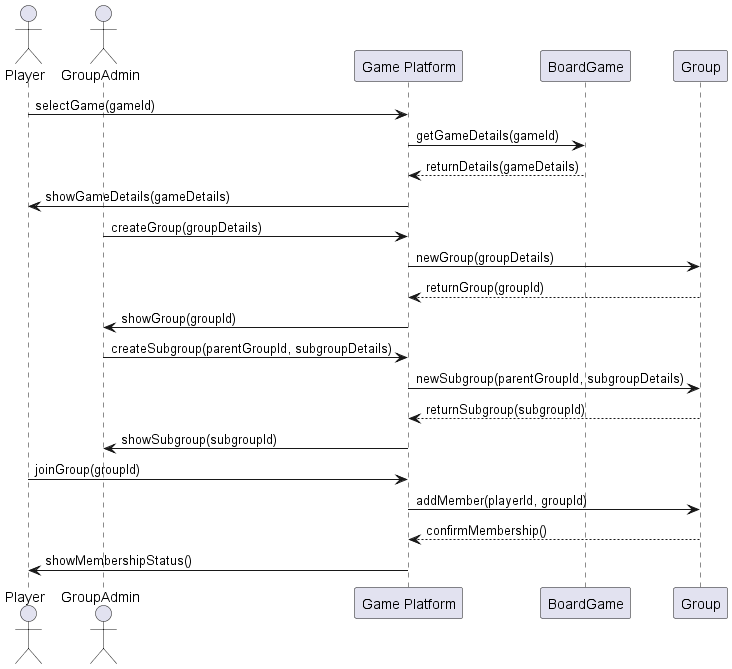 Player
GroupAdmin
Game Platform
BoardGame
Group
selectGame(gameId)
getGameDetails(gameId)
returnDetails(gameDetails)
showGameDetails(gameDetails)
createGroup(groupDetails)
newGroup(groupDetails)
returnGroup(groupId)
showGroup(groupId)
createSubgroup(parentGroupId, subgroupDetails)
newSubgroup(parentGroupId, subgroupDetails)
returnSubgroup(subgroupId)
showSubgroup(subgroupId)
joinGroup(groupId)
addMember(playerId, groupId)
confirmMembership()
showMembershipStatus()
Player
GroupAdmin
Game Platform
BoardGame
Group